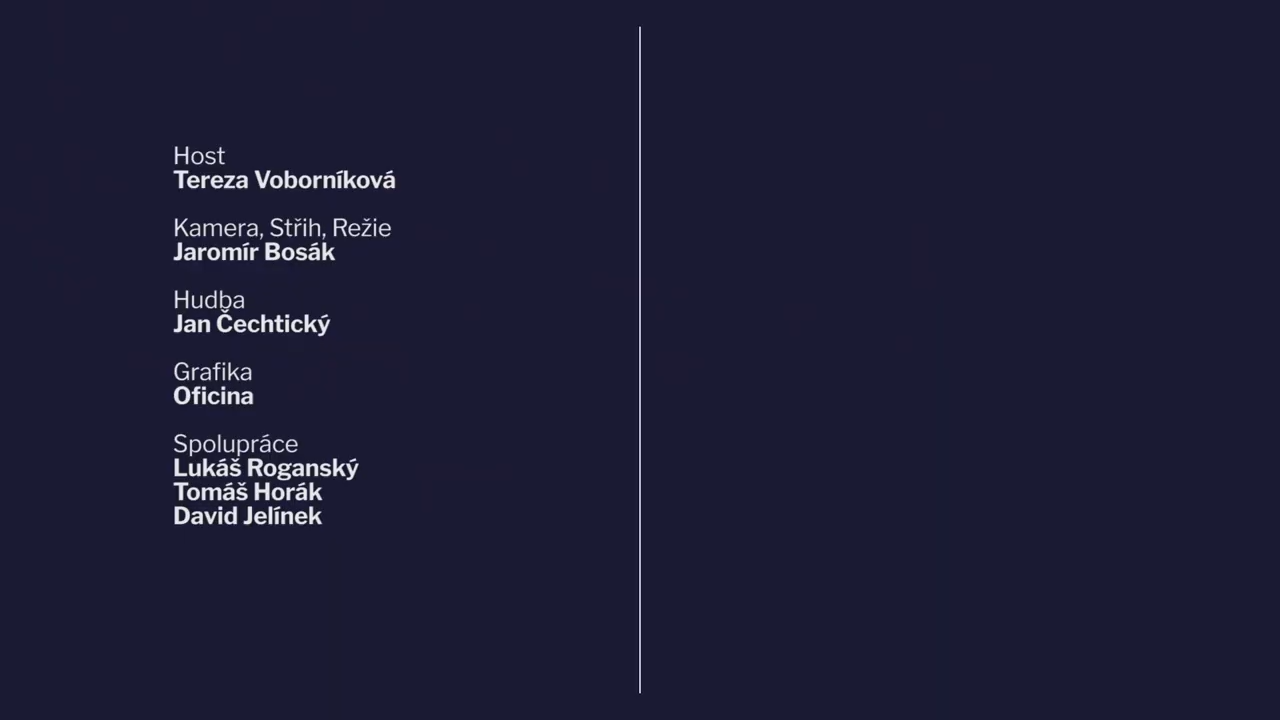 Host
Tereza Voborníková
Kamera, Střih, Režie
Jaromír Bosák
Hudba
Jan Čechtický
Grafika
Oficina
Spolupráce
Lukáš Roganský
Tomáš Horák
David Jelínek